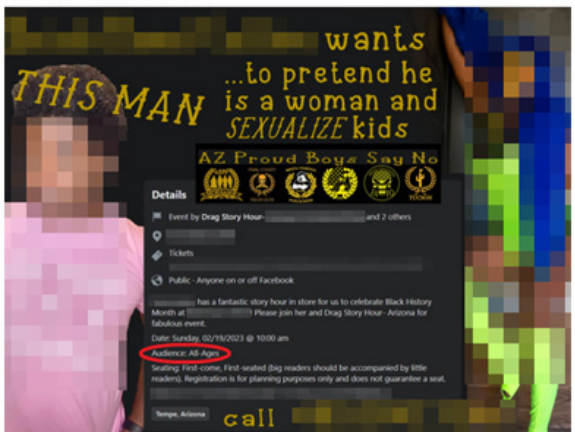 wants
THIS MAN
...to pretend he
is a woman and
SEXUALIZE kids
AZ Proud Boys Say No
TUCSON
Details
Event by Drag Story Hour- and 2 others
Tickets
Public · Anyone on or off Facebook
has a fantastic story hour in store for us to celebrate Black History
Month at ! Please join her and Drag Story Hour- Arizona for
fabulous event.
Date: Sunday, 02/19/2023 @ 10:00 am
Audience: All-Ages
Seating: First-come, First-seated (big readers should be accompanied by little
readers). Registration is for planning purposes only and does not guarantee a seat.
Tempe, Arizona
call